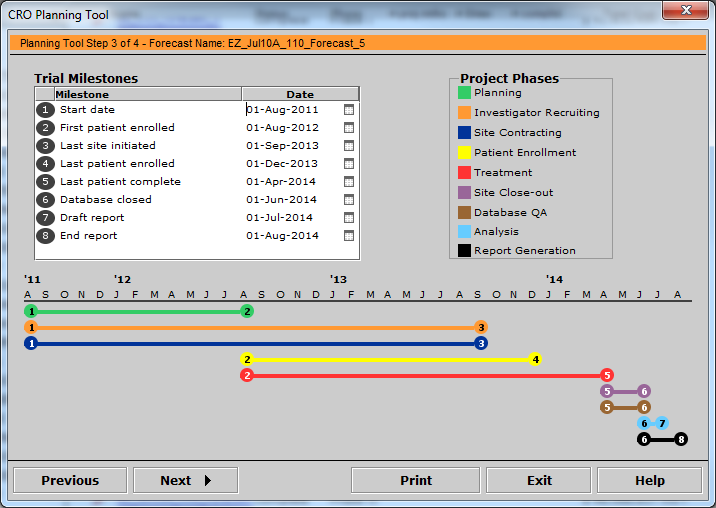 CRO Planning Tool
Planning Tool Step 3 of 4 - Forecast Name: EZ_Jul10A_110_Forecast_5
Trial Milestones
Milestone Date
1 Start date 01-Aug-2011
2 First patient enrolled 01-Aug-2012
3 Last site initiated 01-Sep-2013
4 Last patient enrolled 01-Dec-2013
5 Last patient complete 01-Apr-2014
6 Database closed 01-Jun-2014
7 Draft report 01-Jul-2014
8 End report 01-Aug-2014
Project Phases
Planning
Investigator Recruiting
Site Contracting
Patient Enrollment
Treatment
Site Close-out
Database QA
Analysis
Report Generation
'11 '12 '13 '14
A S O N D J F M A M J J A S O N D J F M A M J J A S O N D J F M A M J J A
1 2
1 3
1 3
2 4
2 5
5 6
5 6
6 7
6 8
Previous Next Print Exit Help